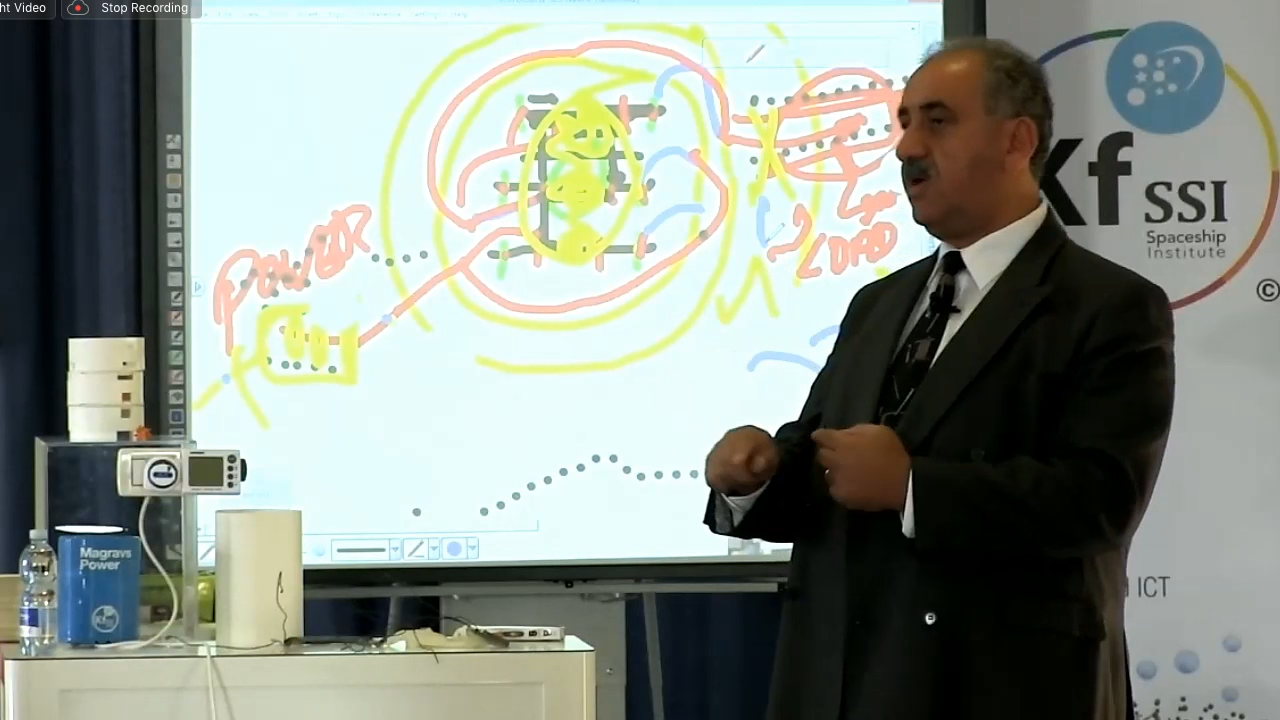 ht Video
Stop Recording
POWER
LOAD
Kf SSI
Spaceship
Institute
©
ICT
Magravs
Power